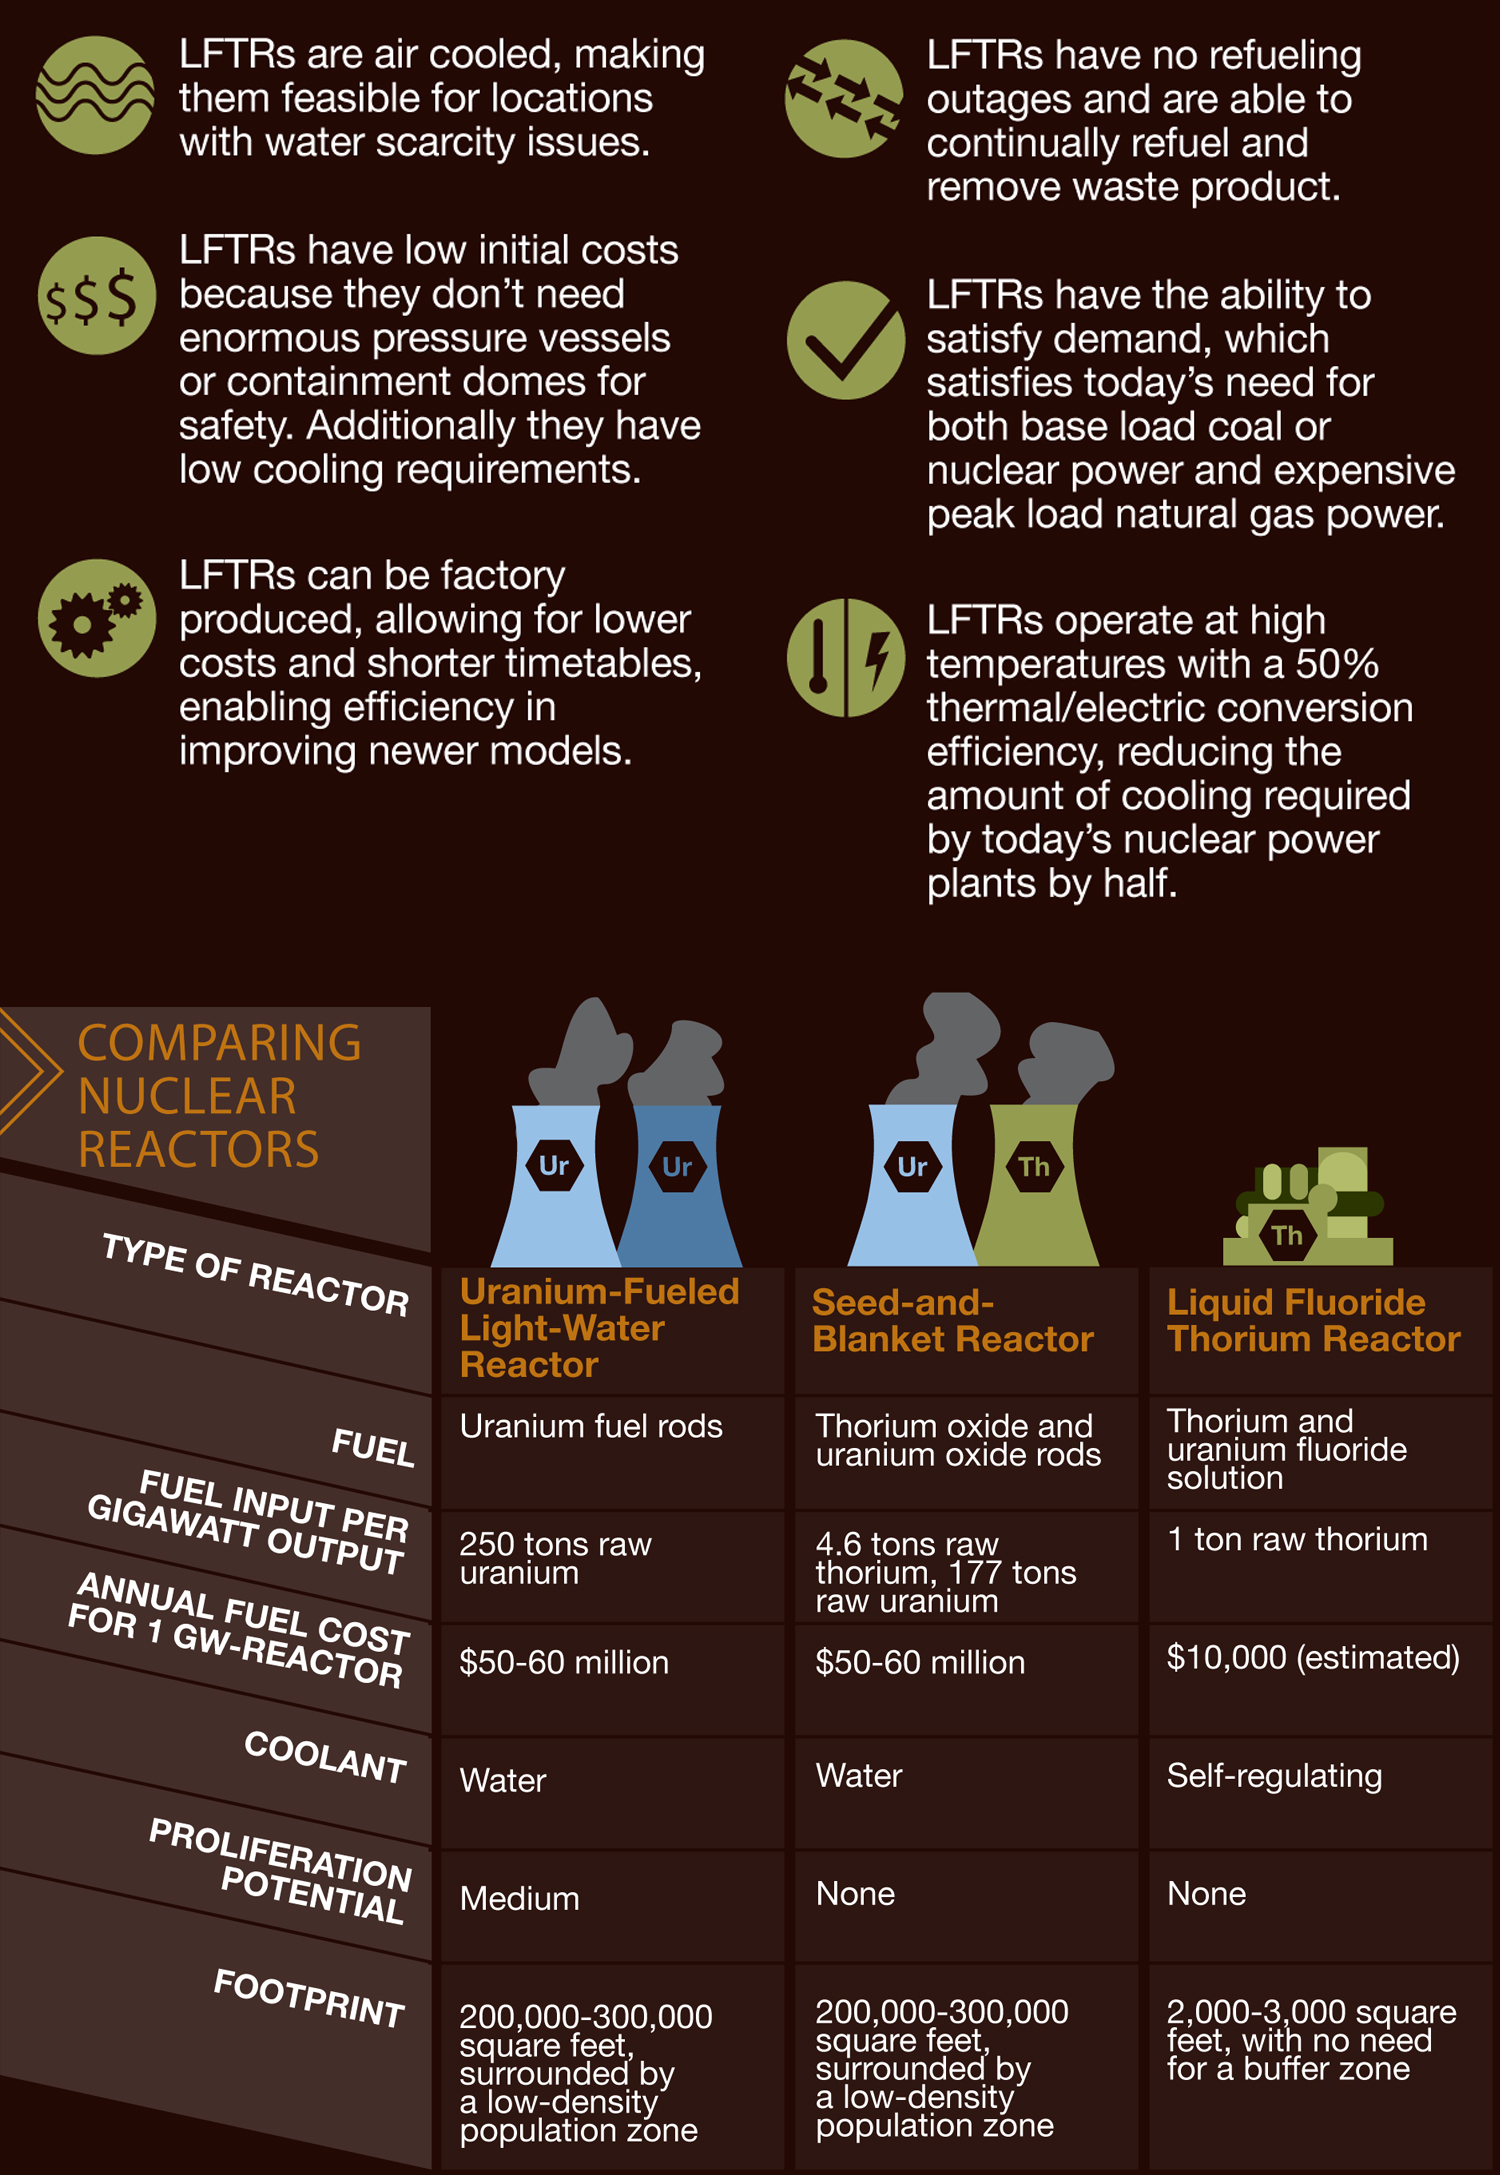 LFTRs are air cooled, making
them feasible for locations
with water scarcity issues.
$$$
LFTRs have low initial costs
because they don't need
enormous pressure vessels
or containment domes for
safety. Additionally they have
low cooling requirements.
LFTRs can be factory
produced, allowing for lower
costs and shorter timetables,
enabling efficiency in
improving newer models.
LFTRs have no refueling
outages and are able to
continually refuel and
remove waste product.
LFTRs have the ability to
satisfy demand, which
satisfies today's need for
both base load coal or
nuclear power and expensive
peak load natural gas power.
LFTRs operate at high
temperatures with a 50%
thermal/electric conversion
efficiency, reducing the
amount of cooling required
by today's nuclear power
plants by half.
COMPARING
NUCLEAR
REACTORS
Ur
Ur
Ur
Th
Th
TYPE OF REACTOR
Uranium-Fueled
Light-Water
Reactor
Seed-and-
Blanket Reactor
Liquid Fluoride
Thorium Reactor
FUEL
Uranium fuel rods
Thorium oxide and
uranium oxide rods
Thorium and
uranium fluoride
solution
FUEL INPUT PER
GIGAWATT OUTPUT
250 tons raw
uranium
4.6 tons raw
thorium, 177 tons
raw uranium
1 ton raw thorium
ANNUAL FUEL COST
FOR 1 GW-REACTOR
$50-60 million
$50-60 million
$10,000 (estimated)
COOLANT
Water
Water
Self-regulating
PROLIFERATION
POTENTIAL
Medium
None
None
FOOTPRINT
200,000-300,000
square feet,
surrounded by
a low-density
population zone
200,000-300,000
square feet,
surrounded by
a low-density
population zone
2,000-3,000 square
feet, with no need
for a buffer zone